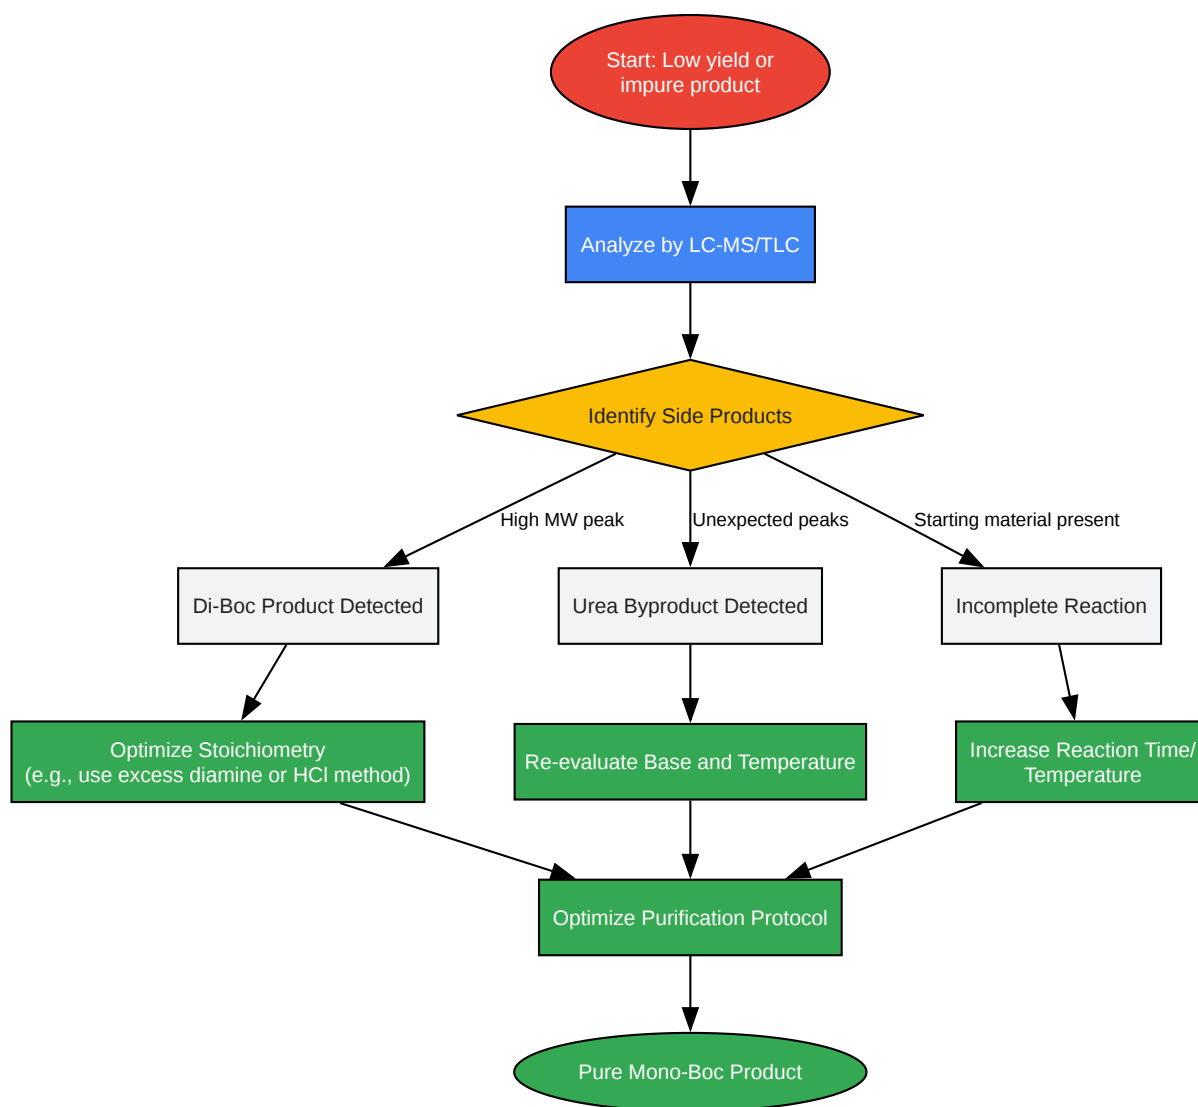 Start: Low yield or
impure product
Analyze by LC-MS/TLC
Identify Side Products
High MW peak
Unexpected peaks
Starting material present
Di-Boc Product Detected
Urea Byproduct Detected
Incomplete Reaction
Optimize Stoichiometry
(e.g., use excess diamine or HCl method)
Re-evaluate Base and Temperature
Increase Reaction Time/
Temperature
Optimize Purification Protocol
Pure Mono-Boc Product